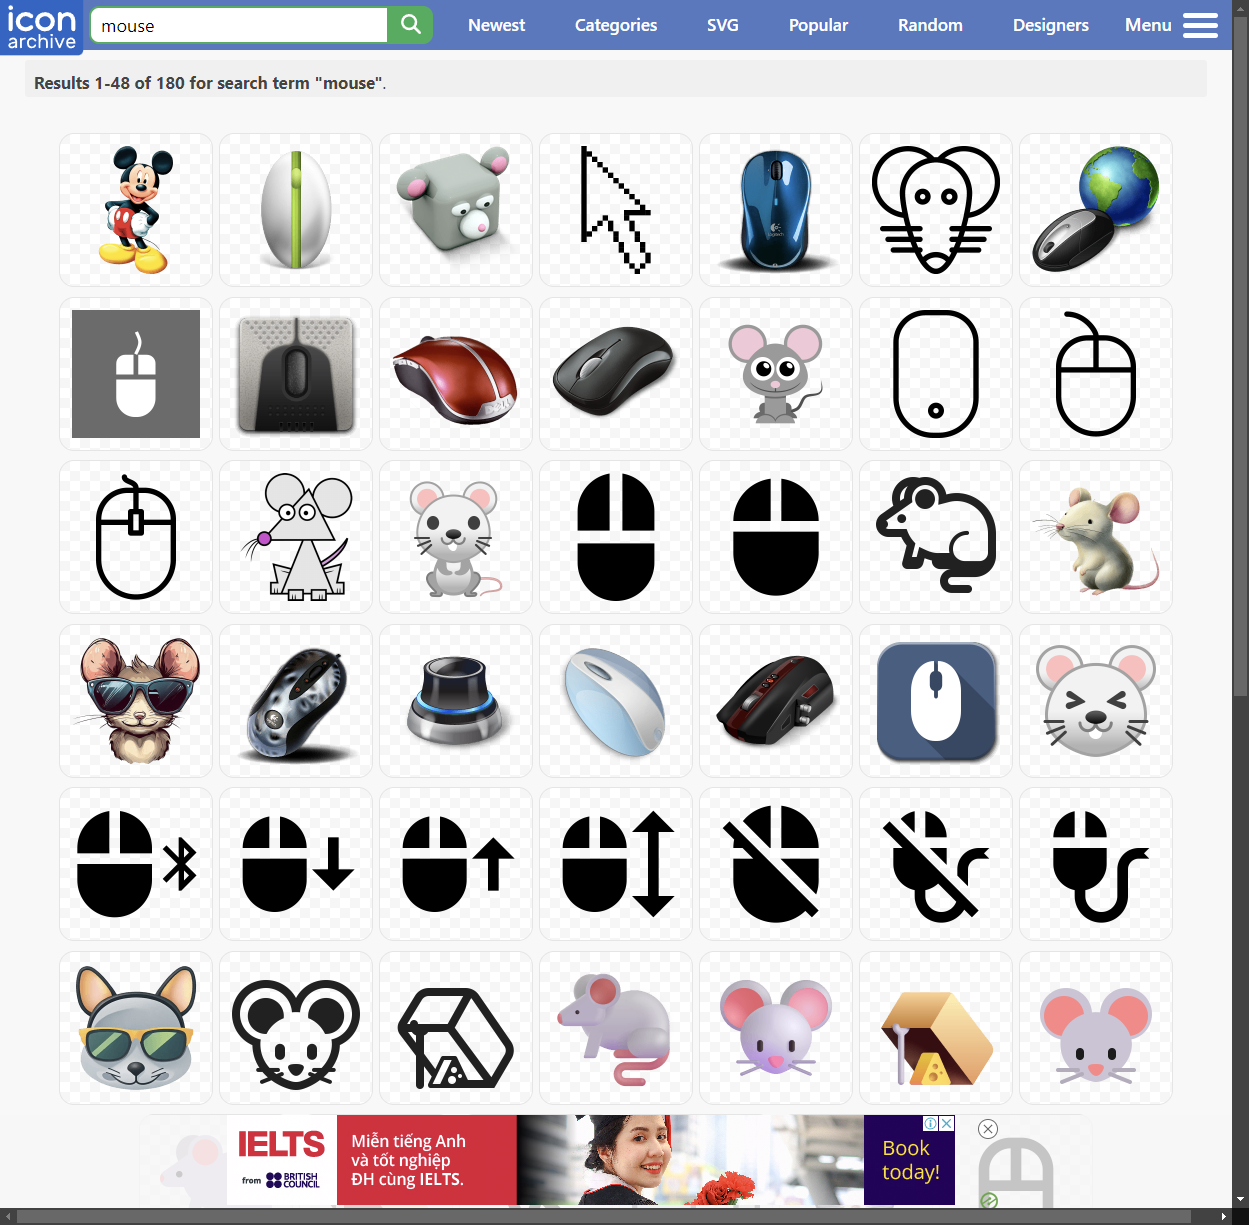 icon
archive
mouse
Newest
Categories
SVG
Popular
Random
Designers
Menu
Results 1-48 of 180 for search term "mouse".
IELTS
from BRITISH COUNCIL
Miễn tiếng Anh
và tốt nghiệp
ĐH cùng IELTS.
Book
today!